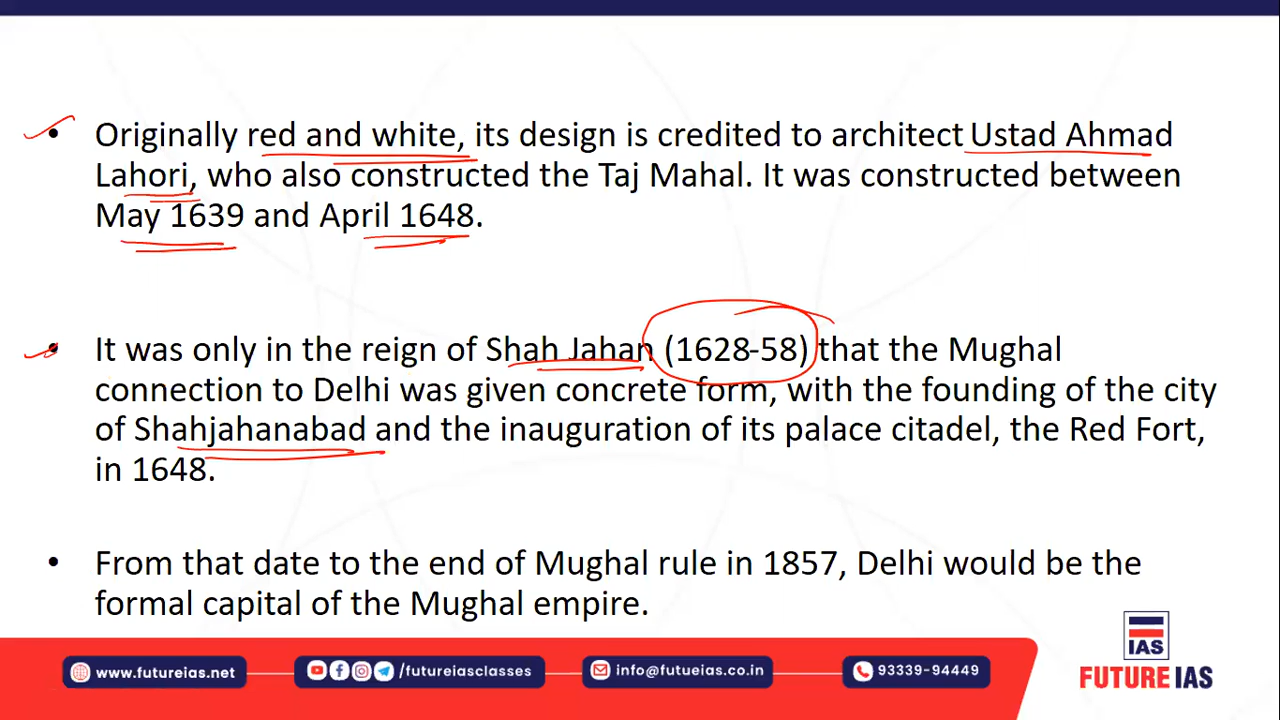 • Originally red and white, its design is credited to architect Ustad Ahmad
Lahori, who also constructed the Taj Mahal. It was constructed between
May 1639 and April 1648.
• It was only in the reign of Shah Jahan (1628-58) that the Mughal
connection to Delhi was given concrete form, with the founding of the city
of Shahjahanabad and the inauguration of its palace citadel, the Red Fort,
in 1648.
• From that date to the end of Mughal rule in 1857, Delhi would be the
formal capital of the Mughal empire.
www.futureias.net
/futureiasclasses
info@futueias.co.in
93339-94449
IAS
FUTURE IAS